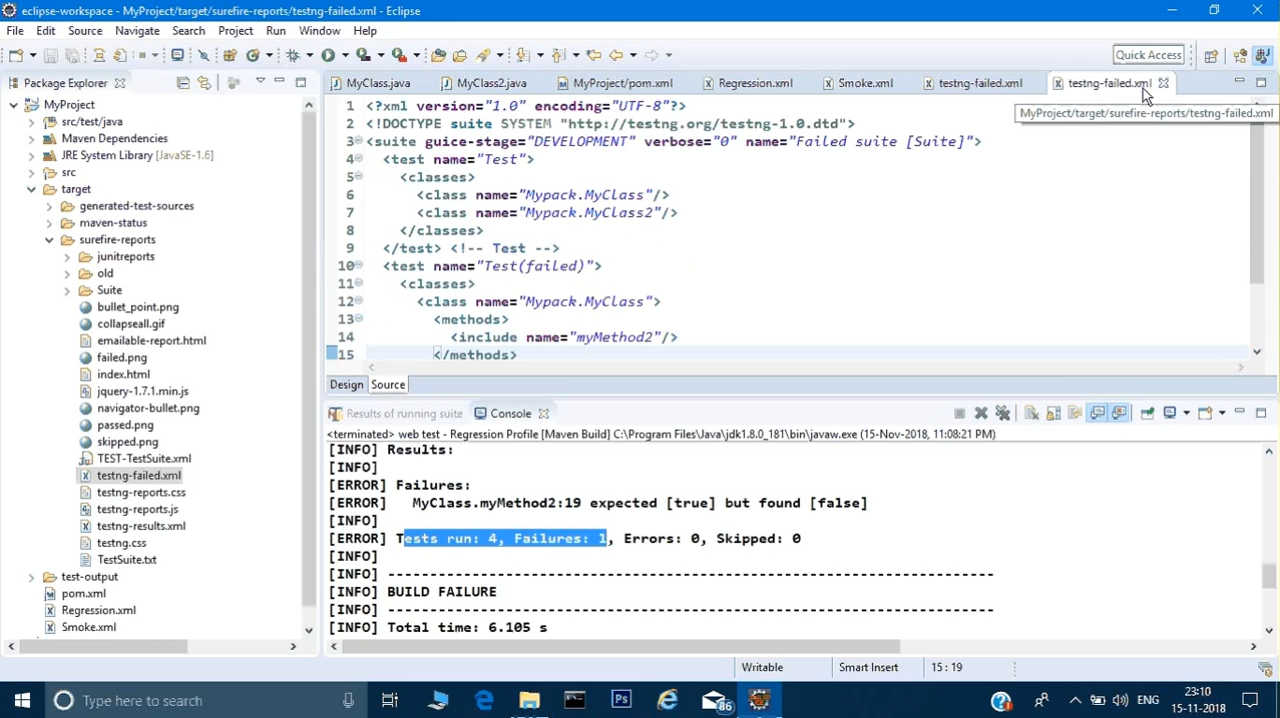 eclipse-workspace - MyProject/target/surefire-reports/testng-failed.xml - Eclipse
File Edit Source Navigate Search Project Run Window Help
Quick Access
Package Explorer
MyProject
src/test/java
Maven Dependencies
JRE System Library [JavaSE-1.6]
src
target
generated-test-sources
maven-status
surefire-reports
junitreports
old
Suite
bullet_point.png
collapseall.gif
emailable-report.html
failed.png
index.html
jquery-1.7.1.min.js
navigator-bullet.png
passed.png
skipped.png
TEST-TestSuite.xml
testng-failed.xml
testng-reports.css
testng-reports.js
testng-results.xml
testng.css
TestSuite.txt
test-output
pom.xml
Regression.xml
Smoke.xml
MyClass.java MyClass2.java MyProject/pom.xml Regression.xml Smoke.xml testng-failed.xml testng-failed.xml
MyProject/target/surefire-reports/testng-failed.xml
1 <?xml version="1.0" encoding="UTF-8"?>
2 <!DOCTYPE suite SYSTEM "http://testng.org/testng-1.0.dtd">
3 <suite guice-stage="DEVELOPMENT" verbose="0" name="Failed suite [Suite]">
4 <test name="Test">
5 <classes>
6 <class name="Mypack.MyClass"/>
7 <class name="Mypack.MyClass2"/>
8 </classes>
9 </test> <!-- Test -->
10 <test name="Test(failed)">
11 <classes>
12 <class name="Mypack.MyClass">
13 <methods>
14 <include name="myMethod2"/>
15 </methods>
Design Source
Results of running suite Console
<terminated> web test - Regression Profile [Maven Build] C:\Program Files\Java\jdk1.8.0_181\bin\javaw.exe (15-Nov-2018, 11:08:21 PM)
[INFO] Results:
[INFO]
[ERROR] Failures:
[ERROR] MyClass.myMethod2:19 expected [true] but found [false]
[INFO]
[ERROR] Tests run: 4, Failures: 1, Errors: 0, Skipped: 0
[INFO]
[INFO] ------------------------------------------------------------------------
[INFO] BUILD FAILURE
[INFO] ------------------------------------------------------------------------
[INFO] Total time: 6.105 s
Writable Smart Insert 15 : 19
Type here to search
Ps
86
ENG
23:10
15-11-2018